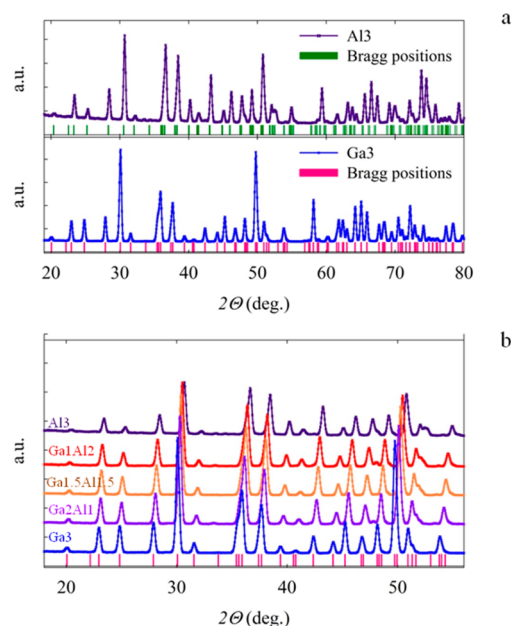 a
a.u.
Al3
Bragg positions
a.u.
Ga3
Bragg positions
20 30 40 50 60 70 80
2Θ (deg.)
b
a.u.
Al3
Ga1Al2
Ga1.5Al1.5
Ga2Al1
Ga3
20 30 40 50
2Θ (deg.)